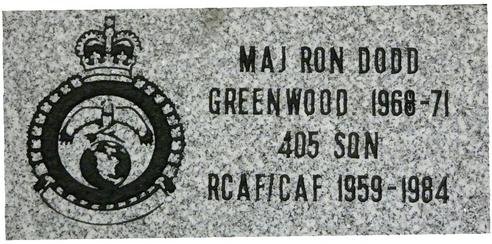 MAJ RON DODD
GREENWOOD 1968-71
405 SQN
RCAF/CAF 1959-1984